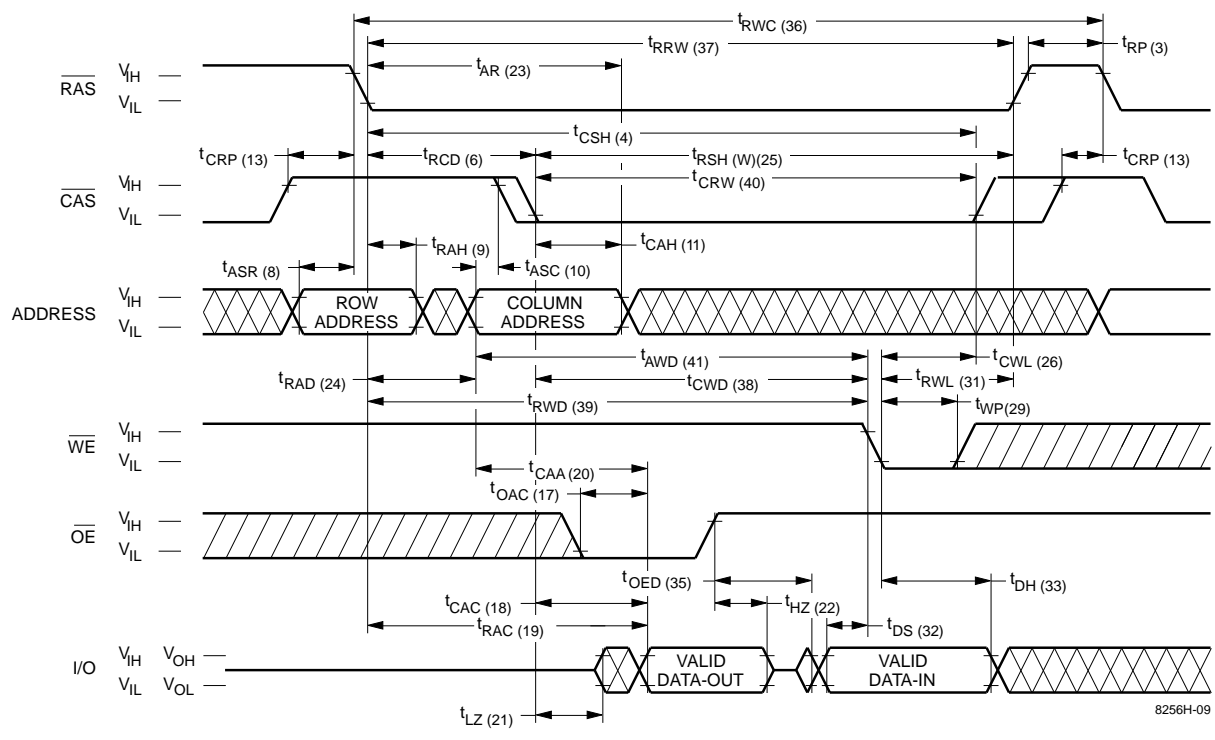 tRWC (36)
tRRW (37)
tRP (3)
tAR (23)
RAS
VIH
VIL
tCSH (4)
tCRP (13)
tRCD (6)
tRSH (W)(25)
tCRP (13)
tCRW (40)
CAS
VIH
VIL
tRAH (9)
tCAH (11)
tASR (8)
tASC (10)
ADDRESS
VIH
VIL
ROW ADDRESS
COLUMN ADDRESS
tAWD (41)
tCWL (26)
tRAD (24)
tCWD (38)
tRWL (31)
tRWD (39)
tWP(29)
WE
VIH
VIL
tCAA (20)
tOAC (17)
OE
VIH
VIL
tOED (35)
tDH (33)
tCAC (18)
tHZ (22)
tRAC (19)
tDS (32)
I/O
VIH VOH
VIL VOL
VALID DATA-OUT
VALID DATA-IN
tLZ (21)
8256H-09